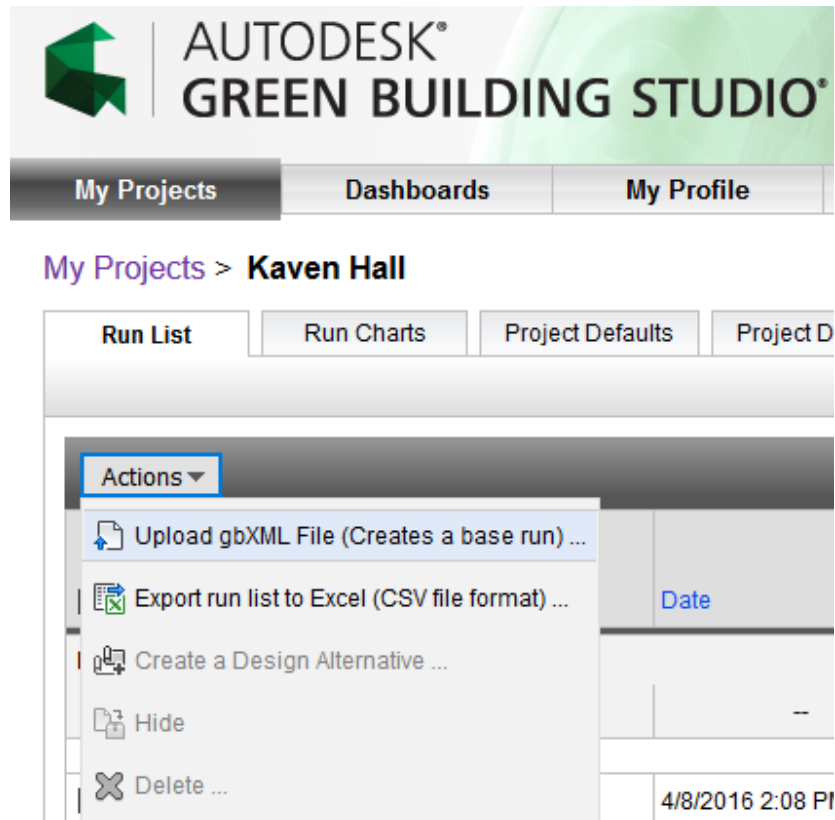 AUTODESK®
GREEN BUILDING STUDIO®
My Projects Dashboards My Profile
My Projects > Kaven Hall
Run List Run Charts Project Defaults Project D
Actions
Upload gbXML File (Creates a base run) ...
Export run list to Excel (CSV file format) ...
Date
Create a Design Alternative ...
Hide
--
Delete ...
4/8/2016 2:08 PM